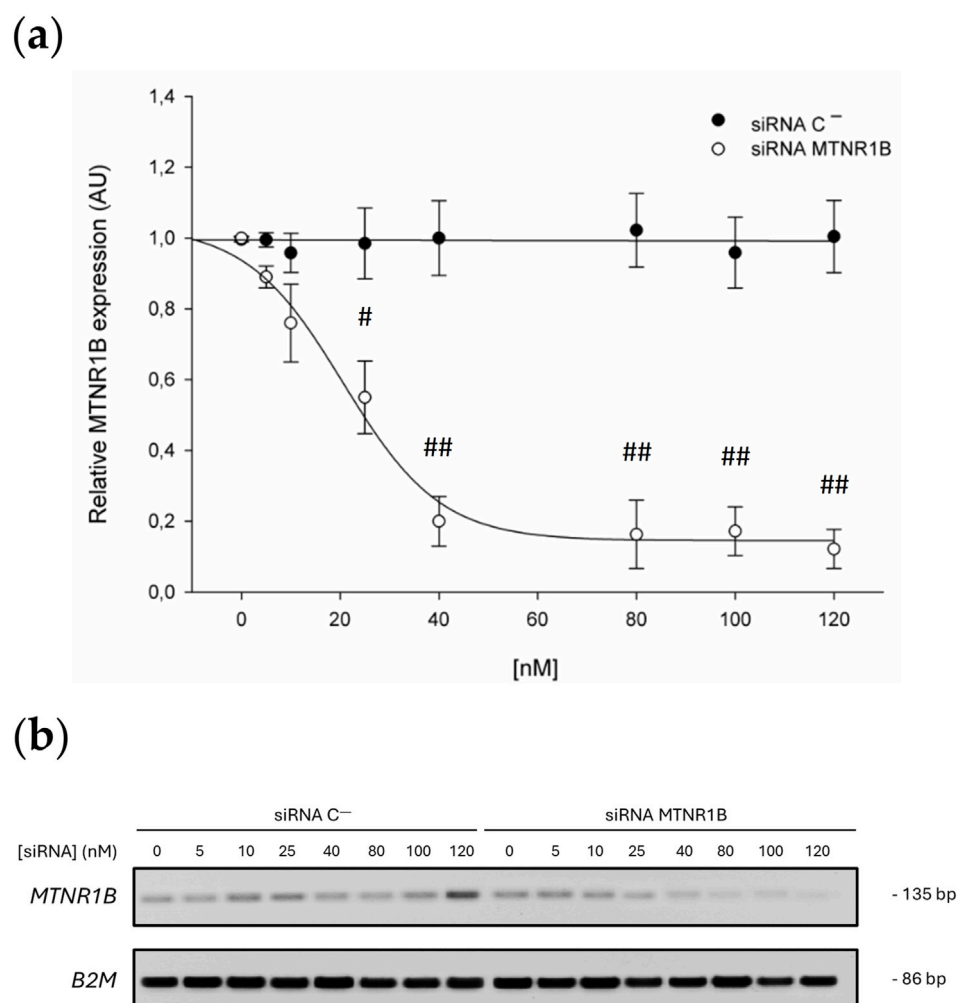 (a)
1,4
1,2
1,0
0,8
0,6
0,4
0,2
0,0
Relative MTNR1B expression (AU)
siRNA C −
siRNA MTNR1B
#
##
##
##
##
0 20 40 60 80 100 120
[nM]
(b)
siRNA C— siRNA MTNR1B
[siRNA] (nM) 0 5 10 25 40 80 100 120 0 5 10 25 40 80 100 120
MTNR1B - 135 bp
B2M - 86 bp